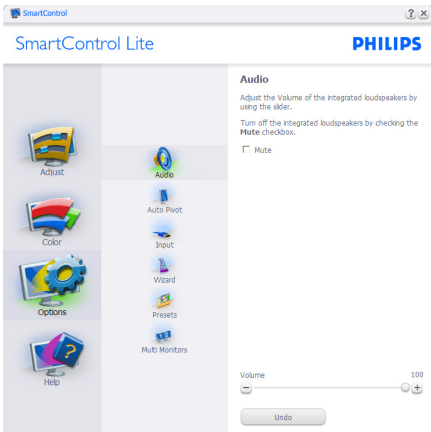 SmartControl
SmartControl Lite
PHILIPS
Adjust
Color
Options
Help
Audio
Auto Pivot
Input
Wizard
Presets
Multi Monitors
Audio
Adjust the Volume of the integrated loudspeakers by
using the slider.
Turn off the integrated loudspeakers by checking the
Mute checkbox.
Mute
Volume 100
Undo